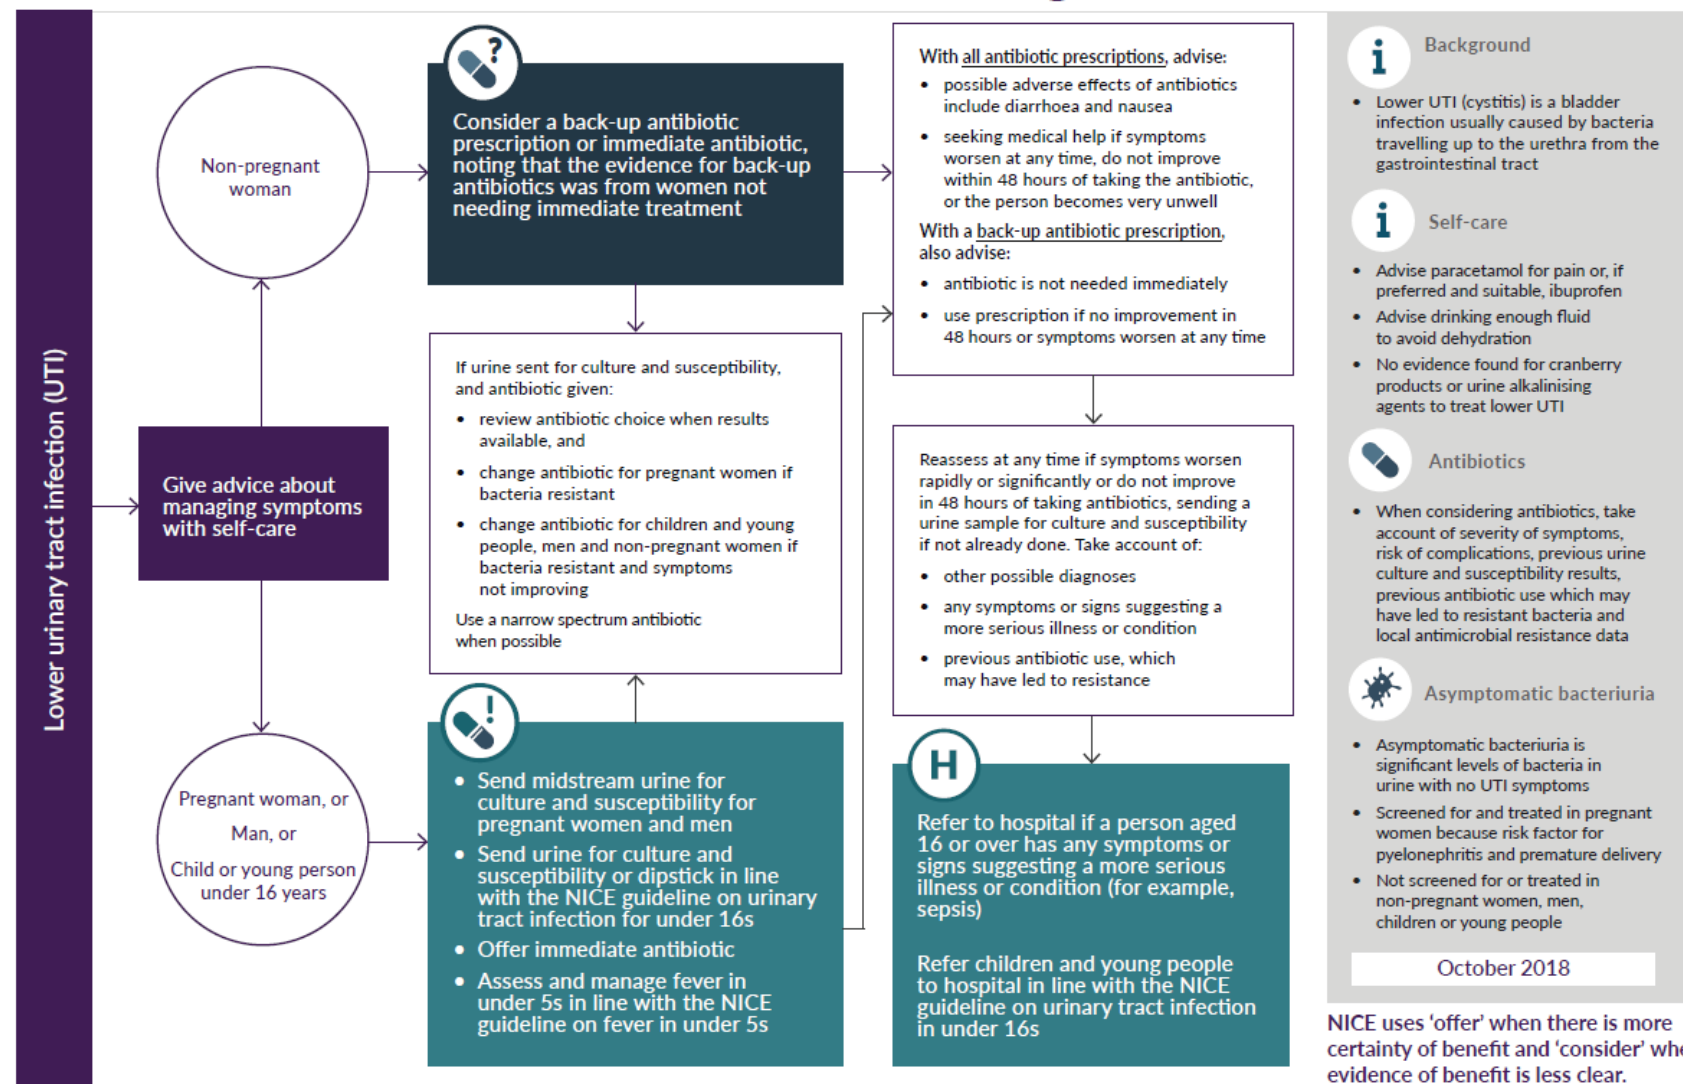 Lower urinary tract infection (UTI)
Give advice about
managing symptoms
with self-care
Non-pregnant
woman
Pregnant woman, or
Man, or
Child or young person
under 16 years
?
Consider a back-up antibiotic
prescription or immediate antibiotic,
noting that the evidence for back-up
antibiotics was from women not
needing immediate treatment
If urine sent for culture and susceptibility,
and antibiotic given:
• review antibiotic choice when results
available, and
• change antibiotic for pregnant women if
bacteria resistant
• change antibiotic for children and young
people, men and non-pregnant women if
bacteria resistant and symptoms
not improving
Use a narrow spectrum antibiotic
when possible
!
• Send midstream urine for
culture and susceptibility for
pregnant women and men
• Send urine for culture and
susceptibility or dipstick in line
with the NICE guideline on urinary
tract infection for under 16s
• Offer immediate antibiotic
• Assess and manage fever in
under 5s in line with the NICE
guideline on fever in under 5s
With all antibiotic prescriptions, advise:
• possible adverse effects of antibiotics
include diarrhoea and nausea
• seeking medical help if symptoms
worsen at any time, do not improve
within 48 hours of taking the antibiotic,
or the person becomes very unwell
With a back-up antibiotic prescription,
also advise:
• antibiotic is not needed immediately
• use prescription if no improvement in
48 hours or symptoms worsen at any time
Reassess at any time if symptoms worsen
rapidly or significantly or do not improve
in 48 hours of taking antibiotics, sending a
urine sample for culture and susceptibility
if not already done. Take account of:
• other possible diagnoses
• any symptoms or signs suggesting a
more serious illness or condition
• previous antibiotic use, which
may have led to resistance
H
Refer to hospital if a person aged
16 or over has any symptoms or
signs suggesting a more serious
illness or condition (for example,
sepsis)
Refer children and young people
to hospital in line with the NICE
guideline on urinary tract infection
in under 16s
i
Background
• Lower UTI (cystitis) is a bladder
infection usually caused by bacteria
travelling up to the urethra from the
gastrointestinal tract
i
Self-care
• Advise paracetamol for pain or, if
preferred and suitable, ibuprofen
• Advise drinking enough fluid
to avoid dehydration
• No evidence found for cranberry
products or urine alkalinising
agents to treat lower UTI
Antibiotics
• When considering antibiotics, take
account of severity of symptoms,
risk of complications, previous urine
culture and susceptibility results,
previous antibiotic use which may
have led to resistant bacteria and
local antimicrobial resistance data
Asymptomatic bacteriuria
• Asymptomatic bacteriuria is
significant levels of bacteria in
urine with no UTI symptoms
• Screened for and treated in pregnant
women because risk factor for
pyelonephritis and premature delivery
• Not screened for or treated in
non-pregnant women, men,
children or young people
October 2018
NICE uses ‘offer’ when there is more
certainty of benefit and ‘consider’
evidence of benefit is less clear.